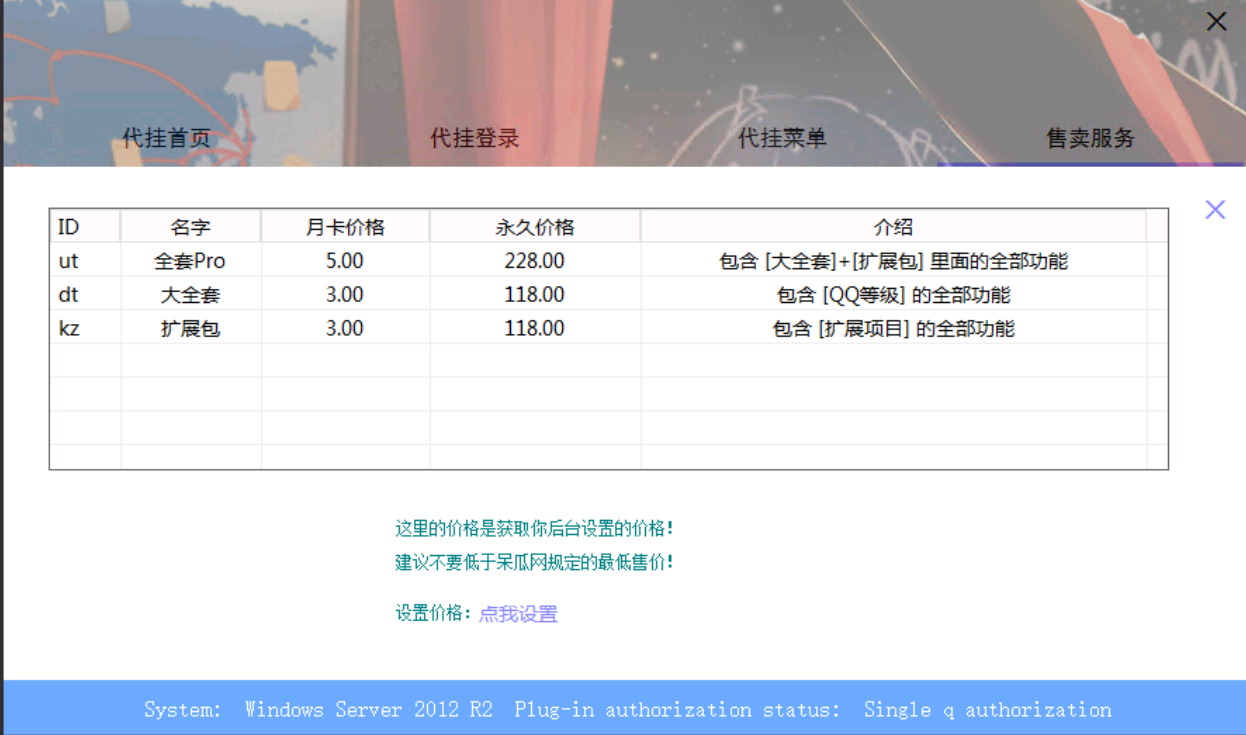 代挂首页 代挂登录 代挂菜单 售卖服务
ID 名字 月卡价格 永久价格 介绍
ut 全套Pro 5.00 228.00 包含 [大全套]+[扩展包] 里面的全部功能
dt 大全套 3.00 118.00 包含 [QQ等级] 的全部功能
kz 扩展包 3.00 118.00 包含 [扩展项目] 的全部功能
这里的价格是获取你后台设置的价格!
建议不要低于呆瓜网规定的最低售价!
设置价格: 点我设置
System: Windows Server 2012 R2 Plug-in authorization status: Single q authorization